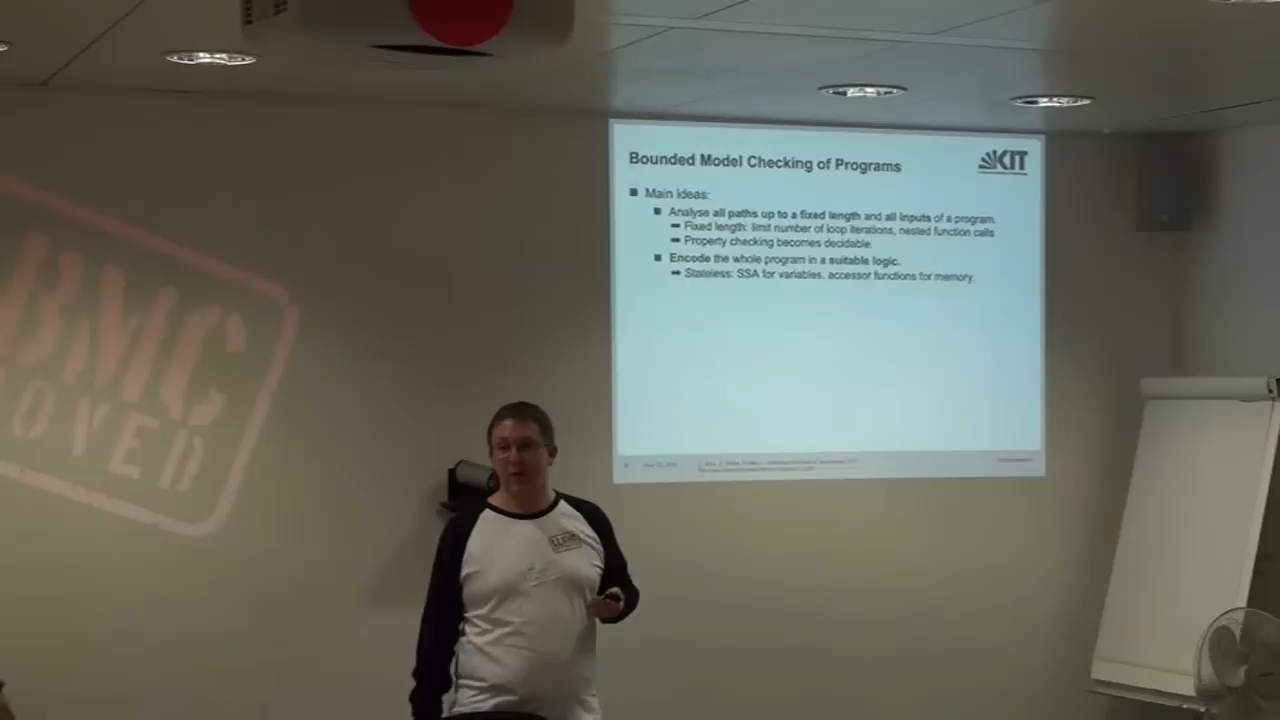 Bounded Model Checking of Programs
KIT
Main ideas:
Analyse all paths up to a fixed length and all inputs of a program.
Fixed length: limit number of loop iterations, nested function calls
Property checking becomes decidable.
Encode the whole program in a suitable logic.
Stateless: SSA for variables, accessor functions for memory.
BMC